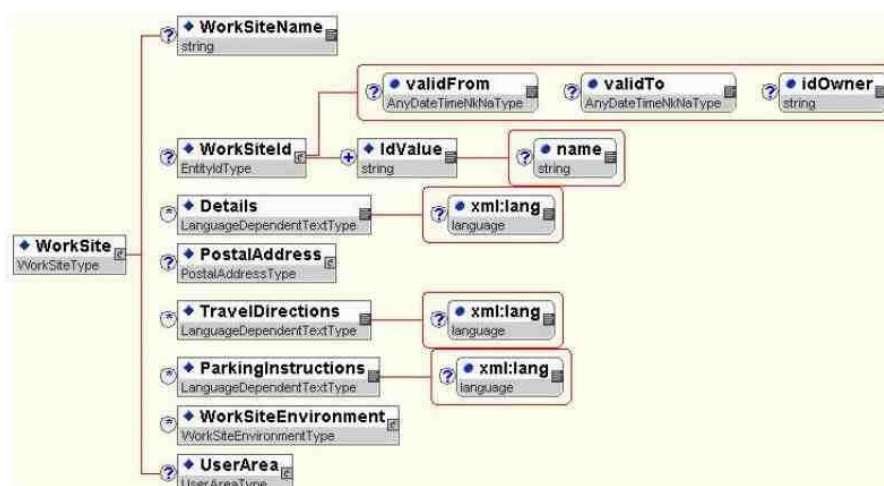 WorkSiteName
string
validFrom
AnyDateTimeNkNaType
validTo
AnyDateTimeNkNaType
idOwner
string
WorkSiteId
EntityIdType
IdValue
string
name
string
Details
LanguageDependentTextType
xml:lang
language
WorkSite
WorkSiteType
PostalAddress
PostalAddressType
TravelDirections
LanguageDependentTextType
xml:lang
language
ParkingInstructions
LanguageDependentTextType
xml:lang
language
WorkSiteEnvironment
WorkSiteEnvironmentType
UserArea
UserAreaType